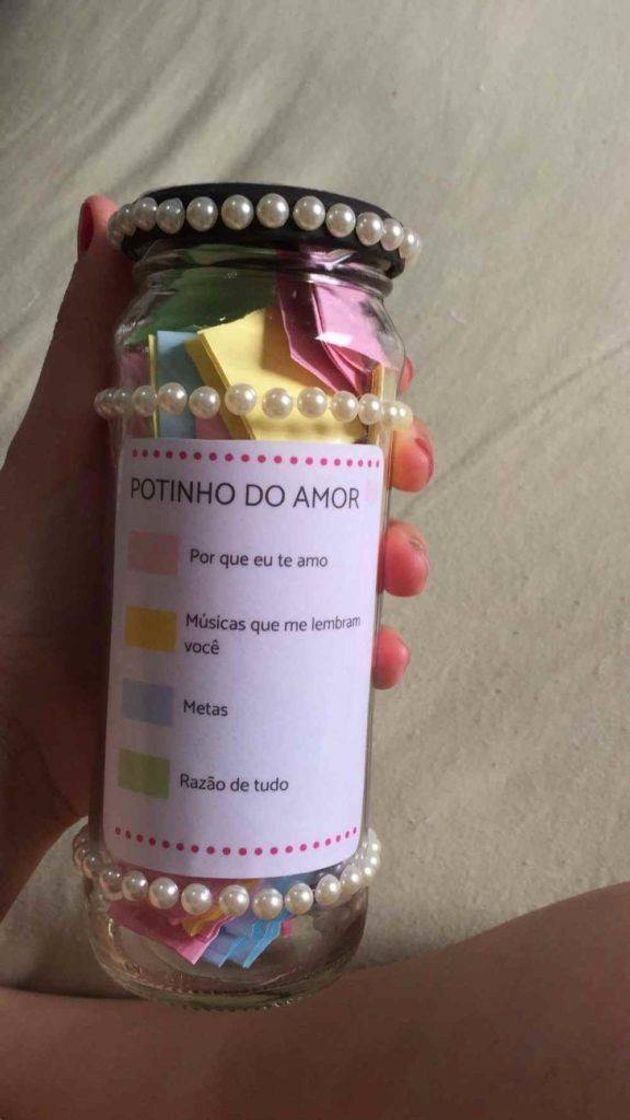 POTINHO DO AMOR
Por que eu te amo
Músicas que me lembram
você
Metas
Razão de tudo